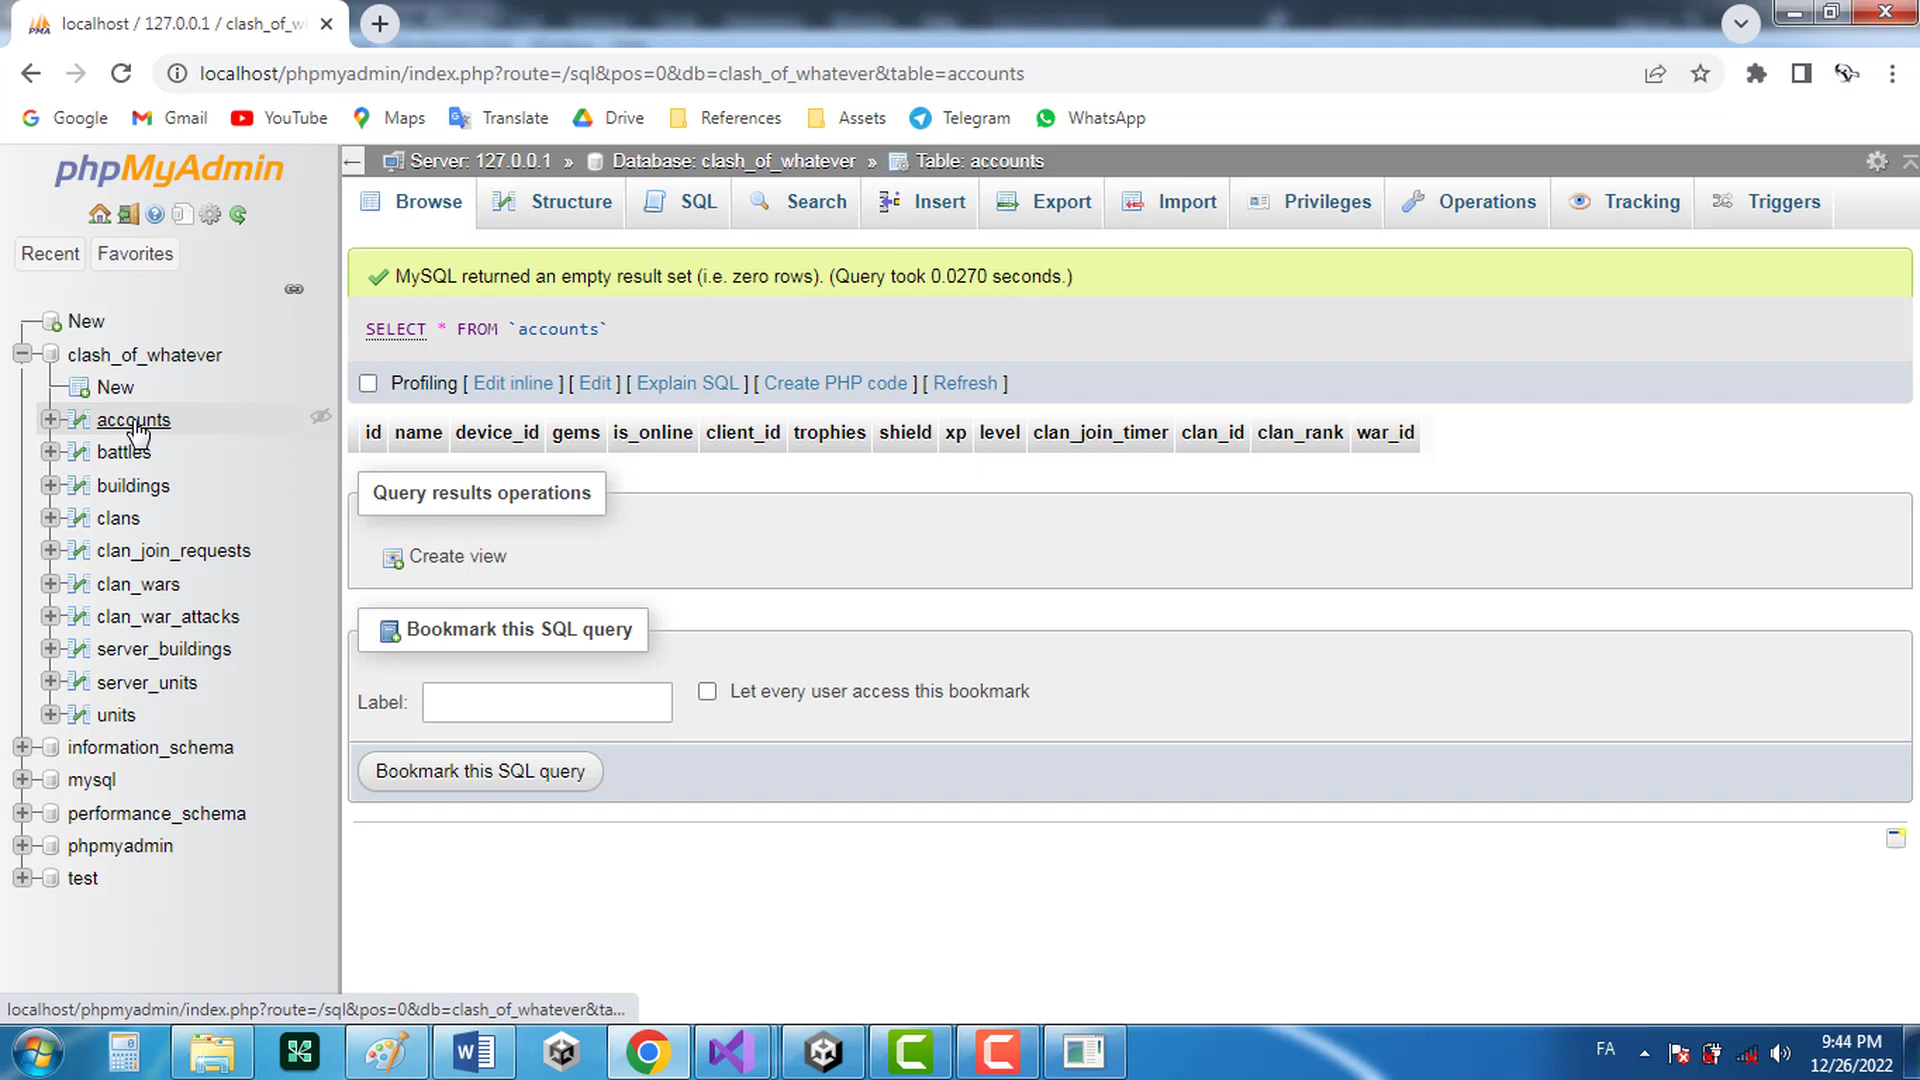 localhost / 127.0.0.1 / clash_of_w
localhost/phpmyadmin/index.php?route=/sql&pos=0&db=clash_of_whatever&table=accounts
Google Gmail YouTube Maps Translate Drive References Assets Telegram WhatsApp
phpMyAdmin
Server: 127.0.0.1 » Database: clash_of_whatever » Table: accounts
Browse Structure SQL Search Insert Export Import Privileges Operations Tracking Triggers
Recent Favorites
MySQL returned an empty result set (i.e. zero rows). (Query took 0.0270 seconds.)
SELECT * FROM `accounts`
Profiling [ Edit inline ] [ Edit ] [ Explain SQL ] [ Create PHP code ] [ Refresh ]
id name device_id gems is_online client_id trophies shield xp level clan_join_timer clan_id clan_rank war_id
Query results operations
Create view
Bookmark this SQL query
Label: Let every user access this bookmark
Bookmark this SQL query
New
clash_of_whatever
New
accounts
battles
buildings
clans
clan_join_requests
clan_wars
clan_war_attacks
server_buildings
server_units
units
information_schema
mysql
performance_schema
phpmyadmin
test
localhost/phpmyadmin/index.php?route=/sql&pos=0&db=clash_of_whatever&ta...
FA
9:44 PM
12/26/2022